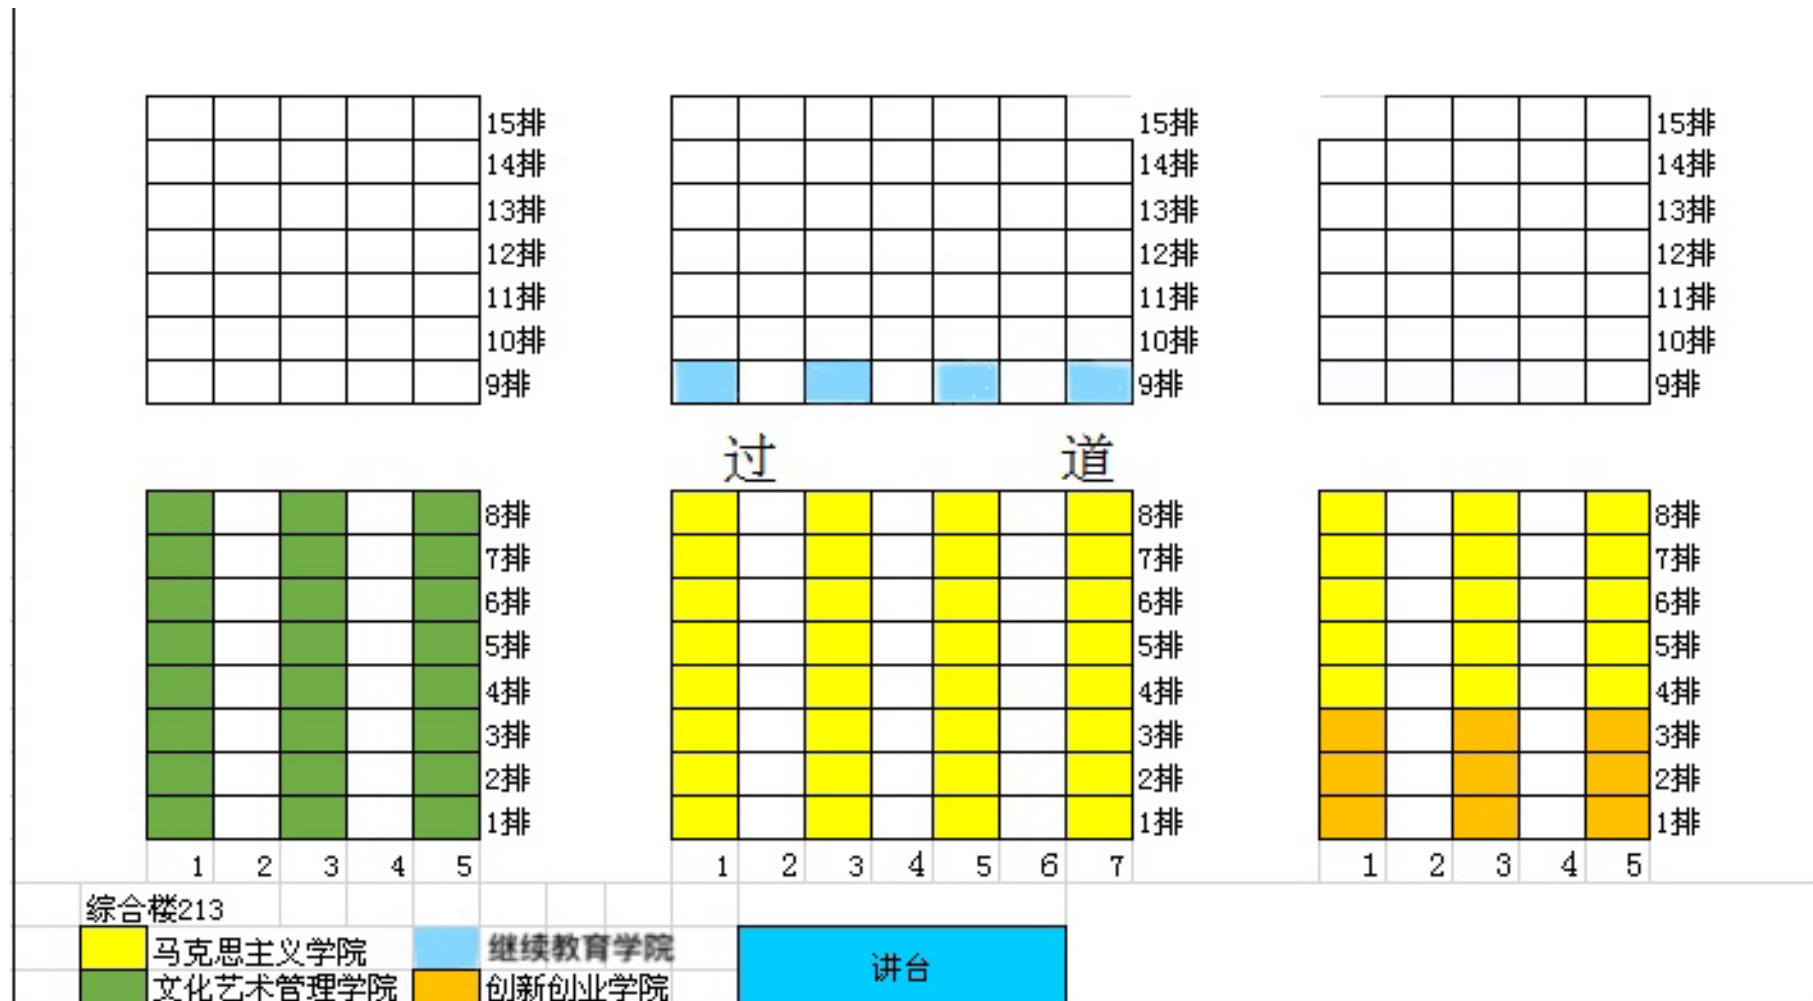 15排 15排 15排
14排 14排 14排
13排 13排 13排
12排 12排 12排
11排 11排 11排
10排 10排 10排
9排 9排 9排
过 道
8排 8排 8排
7排 7排 7排
6排 6排 6排
5排 5排 5排
4排 4排 4排
3排 3排 3排
2排 2排 2排
1排 1排 1排
1 2 3 4 5 1 2 3 4 5 6 7 1 2 3 4 5
综合楼213
马克思主义学院 继续教育学院
讲台
文化艺术管理学院 创新创业学院